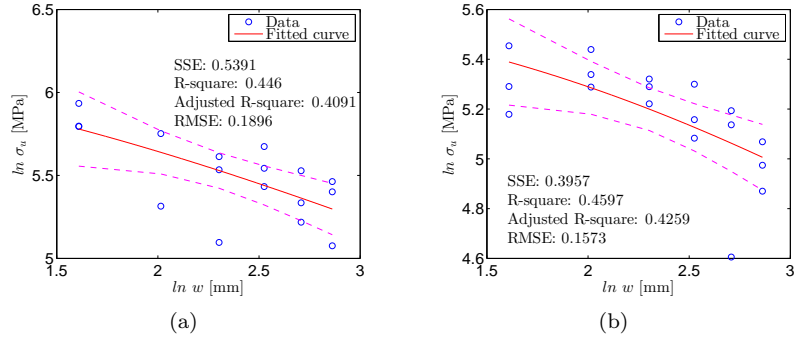 6.5
6
5.5
5
1.5
2
2.5
3
ln σu [MPa]
ln w [mm]
Data
Fitted curve
SSE: 0.5391
R-square: 0.446
Adjusted R-square: 0.4091
RMSE: 0.1896
(a)
5.6
5.4
5.2
5
4.8
4.6
1.5
2
2.5
3
ln σu [MPa]
ln w [mm]
Data
Fitted curve
SSE: 0.3957
R-square: 0.4597
Adjusted R-square: 0.4259
RMSE: 0.1573
(b)